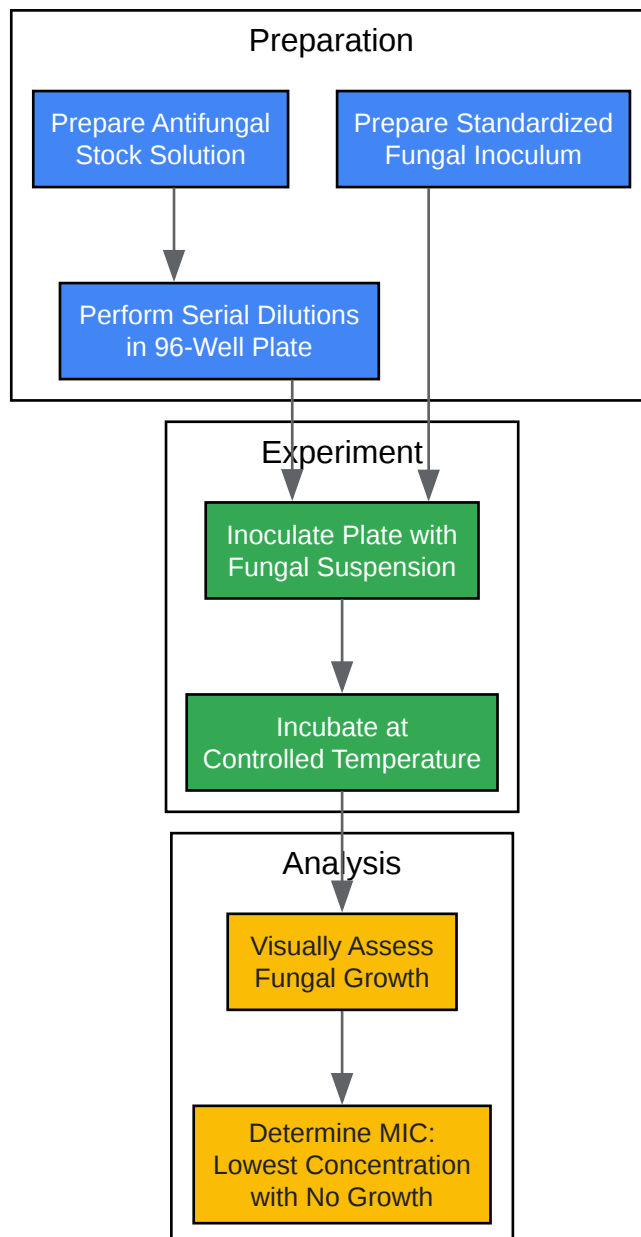 Preparation
Prepare Antifungal
Stock Solution
Prepare Standardized
Fungal Inoculum
Perform Serial Dilutions
in 96-Well Plate
Experiment
Inoculate Plate with
Fungal Suspension
Incubate at
Controlled Temperature
Analysis
Visually Assess
Fungal Growth
Determine MIC:
Lowest Concentration
with No Growth